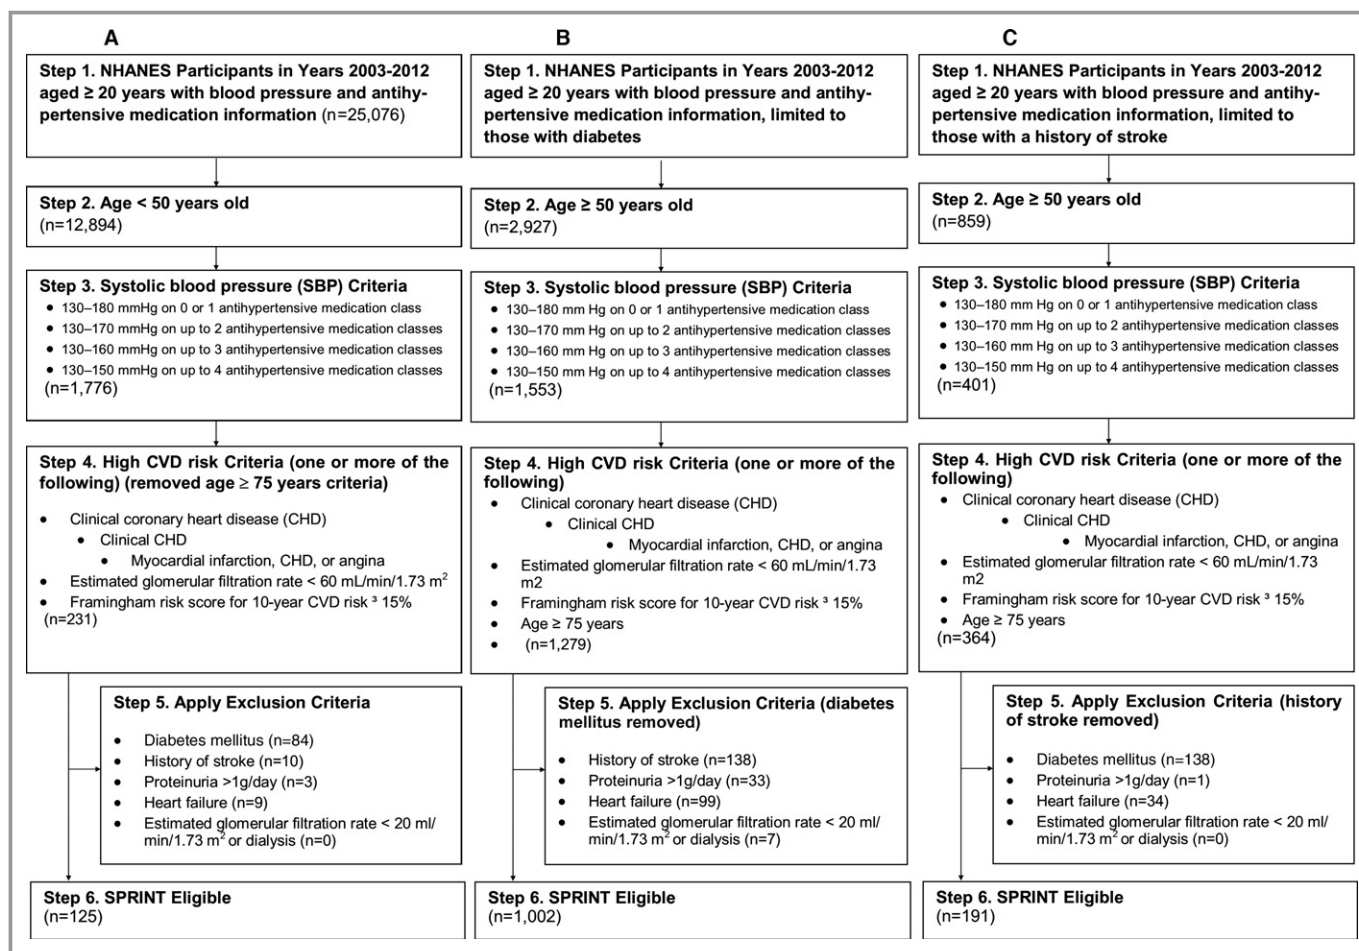 A
Step 1. NHANES Participants in Years 2003-2012
aged ≥ 20 years with blood pressure and antihy-
pertensive medication information (n=25,076)
Step 2. Age < 50 years old
(n=12,894)
Step 3. Systolic blood pressure (SBP) Criteria
• 130–180 mmHg on 0 or 1 antihypertensive medication class
• 130–170 mmHg on up to 2 antihypertensive medication classes
• 130–160 mmHg on up to 3 antihypertensive medication classes
• 130–150 mmHg on up to 4 antihypertensive medication classes
(n=1,776)
Step 4. High CVD risk Criteria (one or more of the
following) (removed age ≥ 75 years criteria)
• Clinical coronary heart disease (CHD)
• Clinical CHD
• Myocardial infarction, CHD, or angina
• Estimated glomerular filtration rate < 60 mL/min/1.73 m²
• Framingham risk score for 10-year CVD risk ³ 15%
(n=231)
Step 5. Apply Exclusion Criteria
• Diabetes mellitus (n=84)
• History of stroke (n=10)
• Proteinuria >1g/day (n=3)
• Heart failure (n=9)
• Estimated glomerular filtration rate < 20 ml/
min/1.73 m² or dialysis (n=0)
Step 6. SPRINT Eligible
(n=125)
B
Step 1. NHANES Participants in Years 2003-2012
aged ≥ 20 years with blood pressure and antihy-
pertensive medication information, limited to
those with diabetes
Step 2. Age ≥ 50 years old
(n=2,927)
Step 3. Systolic blood pressure (SBP) Criteria
• 130–180 mm Hg on 0 or 1 antihypertensive medication class
• 130–170 mm Hg on up to 2 antihypertensive medication classes
• 130–160 mm Hg on up to 3 antihypertensive medication classes
• 130–150 mm Hg on up to 4 antihypertensive medication classes
(n=1,553)
Step 4. High CVD risk Criteria (one or more of the
following)
• Clinical coronary heart disease (CHD)
• Clinical CHD
• Myocardial infarction, CHD, or angina
• Estimated glomerular filtration rate < 60 mL/min/1.73
m2
• Framingham risk score for 10-year CVD risk ³ 15%
• Age ≥ 75 years
• (n=1,279)
Step 5. Apply Exclusion Criteria (diabetes
mellitus removed)
• History of stroke (n=138)
• Proteinuria >1g/day (n=33)
• Heart failure (n=99)
• Estimated glomerular filtration rate < 20 ml/
min/1.73 m² or dialysis (n=7)
Step 6. SPRINT Eligible
(n=1,002)
C
Step 1. NHANES Participants in Years 2003-2012
aged ≥ 20 years with blood pressure and antihy-
pertensive medication information, limited to
those with a history of stroke
Step 2. Age ≥ 50 years old
(n=859)
Step 3. Systolic blood pressure (SBP) Criteria
• 130–180 mm Hg on 0 or 1 antihypertensive medication class
• 130–170 mm Hg on up to 2 antihypertensive medication classes
• 130–160 mm Hg on up to 3 antihypertensive medication classes
• 130–150 mm Hg on up to 4 antihypertensive medication classes
(n=401)
Step 4. High CVD risk Criteria (one or more of the
following)
• Clinical coronary heart disease (CHD)
• Clinical CHD
• Myocardial infarction, CHD, or angina
• Estimated glomerular filtration rate < 60 mL/min/1.73
m2
• Framingham risk score for 10-year CVD risk ³ 15%
• Age ≥ 75 years
(n=364)
Step 5. Apply Exclusion Criteria (history
of stroke removed)
• Diabetes mellitus (n=138)
• Proteinuria >1g/day (n=1)
• Heart failure (n=34)
• Estimated glomerular filtration rate < 20 ml/
min/1.73 m² or dialysis (n=0)
Step 6. SPRINT Eligible
(n=191)